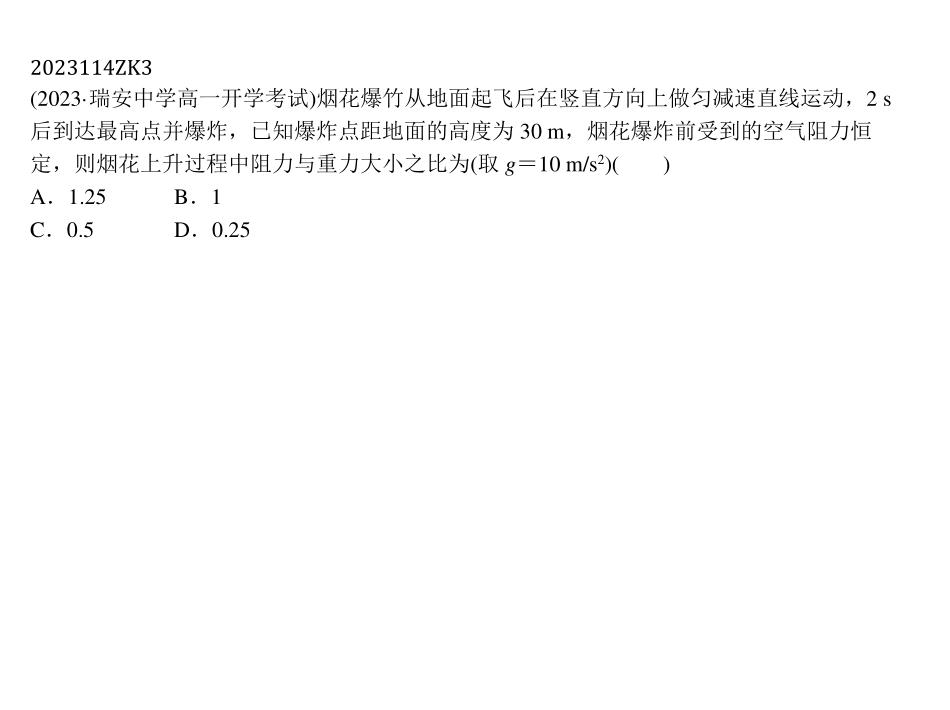 2023114ZK3
(2023·瑞安中学高一开学考试)烟花爆竹从地面起飞后在竖直方向上做匀减速直线运动，2 s
后到达最高点并爆炸，已知爆炸点距地面的高度为 30 m，烟花爆炸前受到的空气阻力恒
定，则烟花上升过程中阻力与重力大小之比为(取 g＝10 m/s²)(　　)
A．1.25　　　B．1
C．0.5　　　D．0.25